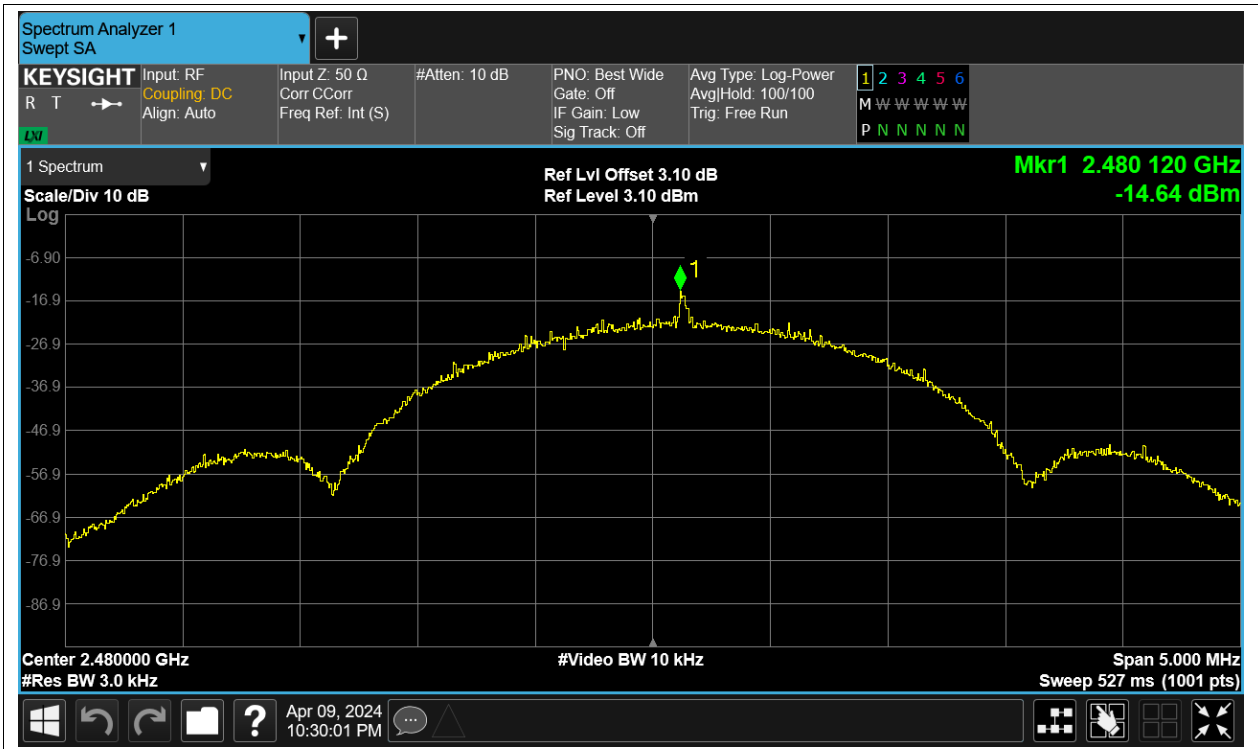 Spectrum Analyzer 1
Swept SA
KEYSIGHT
R T
LXI
Input: RF
Coupling: DC
Align: Auto
Input Z: 50 Ω
Corr CCorr
Freq Ref: Int (S)
#Atten: 10 dB
PNO: Best Wide
Gate: Off
IF Gain: Low
Sig Track: Off
Avg Type: Log-Power
Avg|Hold: 100/100
Trig: Free Run
1 2 3 4 5 6
M W W W W W
P N N N N N
1 Spectrum
Scale/Div 10 dB
Log
Ref Lvl Offset 3.10 dB
Ref Level 3.10 dBm
Mkr1 2.480 120 GHz
-14.64 dBm
1
-6.90
-16.9
-26.9
-36.9
-46.9
-56.9
-66.9
-76.9
-86.9
Center 2.480000 GHz
#Res BW 3.0 kHz
#Video BW 10 kHz
Span 5.000 MHz
Sweep 527 ms (1001 pts)
?
Apr 09, 2024
10:30:01 PM